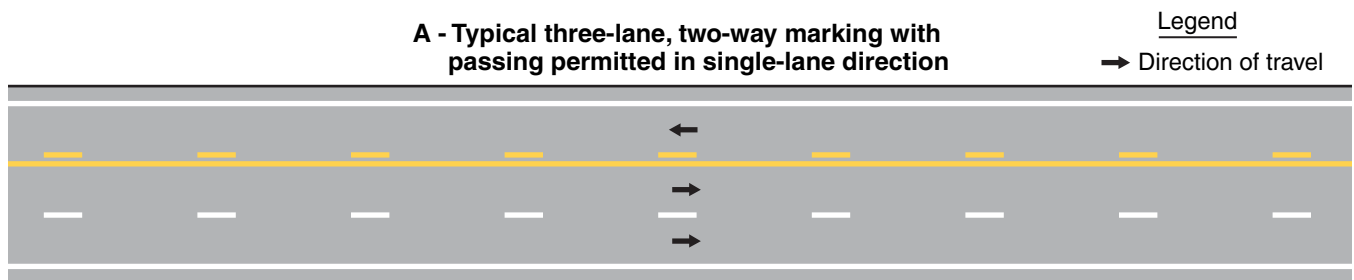 A - Typical three-lane, two-way marking with
passing permitted in single-lane direction
Legend
Direction of travel